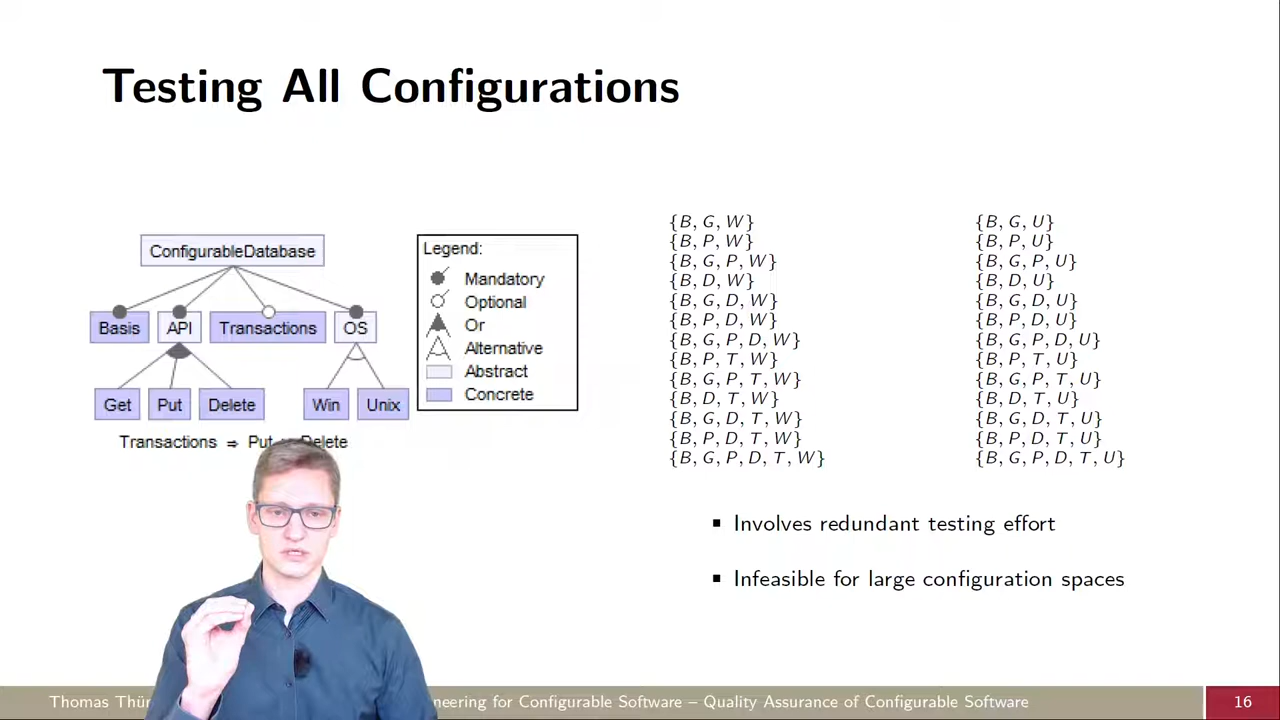 Testing All Configurations
ConfigurableDatabase
Basis API Transactions OS
Get Put Delete Win Unix
Transactions ⇒ Put Delete
Legend:
Mandatory
Optional
Or
Alternative
Abstract
Concrete
{B, G, W}
{B, P, W}
{B, G, P, W}
{B, D, W}
{B, G, D, W}
{B, P, D, W}
{B, G, P, D, W}
{B, P, T, W}
{B, G, P, T, W}
{B, D, T, W}
{B, G, D, T, W}
{B, P, D, T, W}
{B, G, P, D, T, W}
{B, G, U}
{B, P, U}
{B, G, P, U}
{B, D, U}
{B, G, D, U}
{B, P, D, U}
{B, G, P, D, U}
{B, P, T, U}
{B, G, P, T, U}
{B, D, T, U}
{B, G, D, T, U}
{B, P, D, T, U}
{B, G, P, D, T, U}
▪ Involves redundant testing effort
▪ Infeasible for large configuration spaces
Thomas for Configurable Software – Quality Assurance of Configurable Software 16